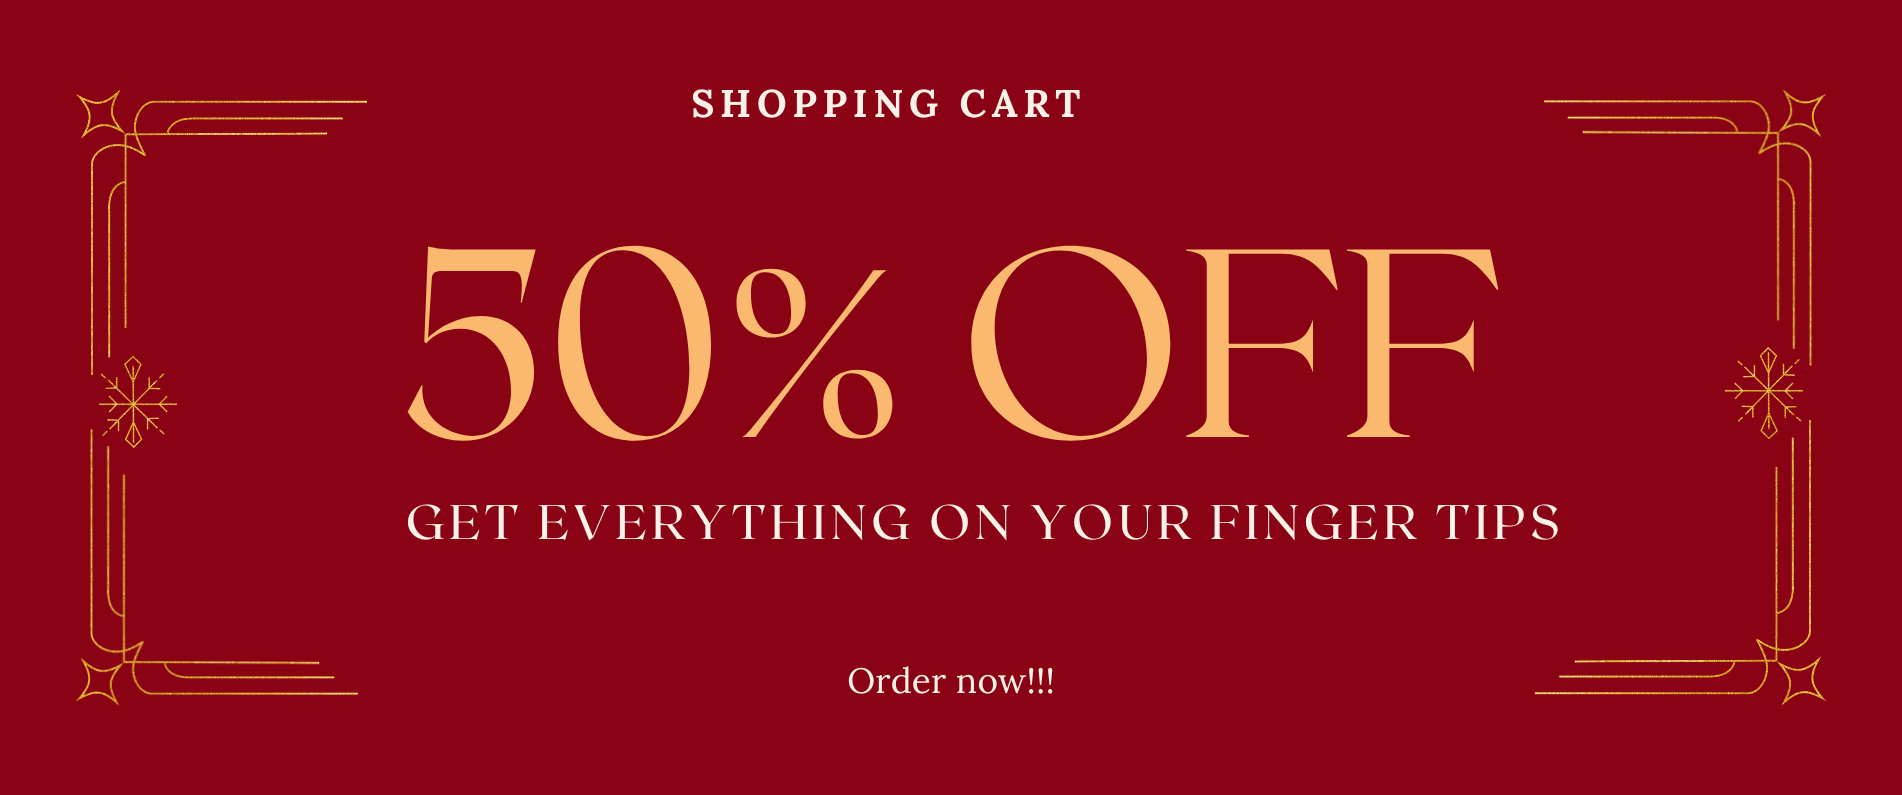 SHOPPING CART
50% OFF
GET EVERYTHING ON YOUR FINGER TIPS
Order now!!!